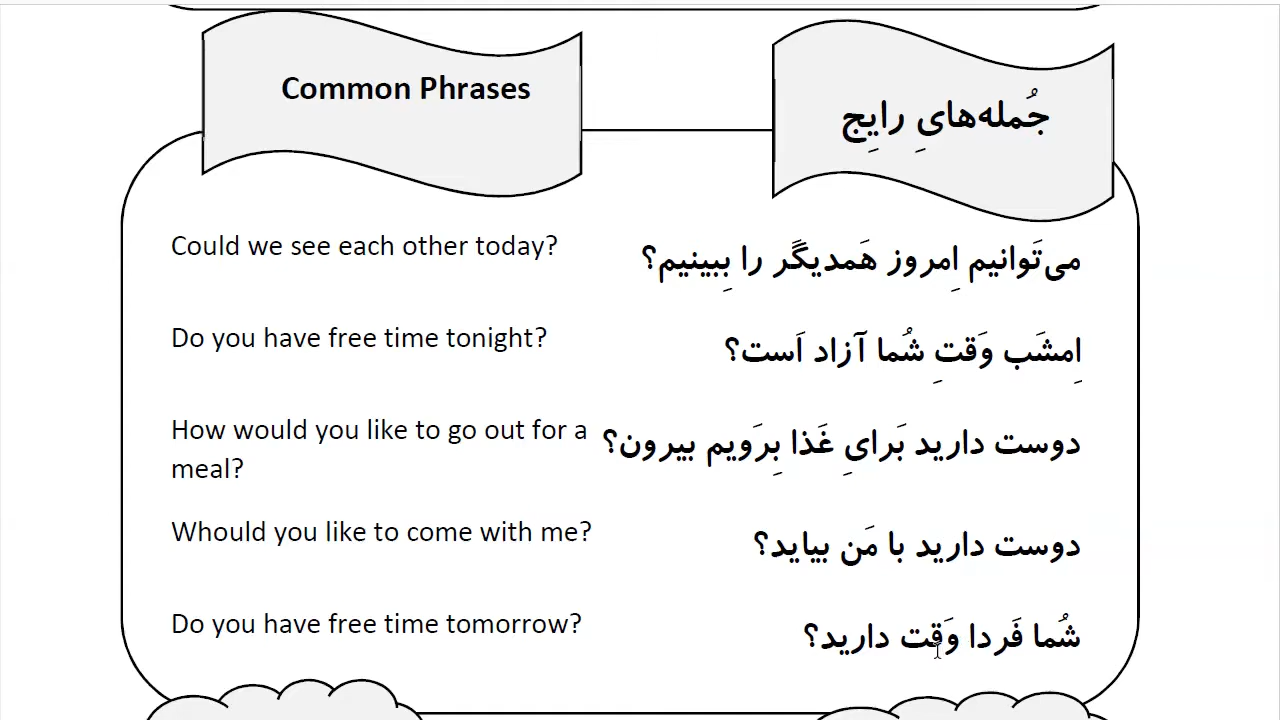 Common Phrases
جُمله‌هایِ رایِج
Could we see each other today?
می‌تَوانیم اِمروز هَمدیگَر را بِبینیم؟
Do you have free time tonight?
اِمشَب وَقتِ شُما آزاد اَست؟
How would you like to go out for a
meal?
دوست دارید بَرایِ غَذا بِرَویم بیرون؟
Whould you like to come with me?
دوست دارید با مَن بیاید؟
Do you have free time tomorrow?
شُما فَردا وَقت دارید؟